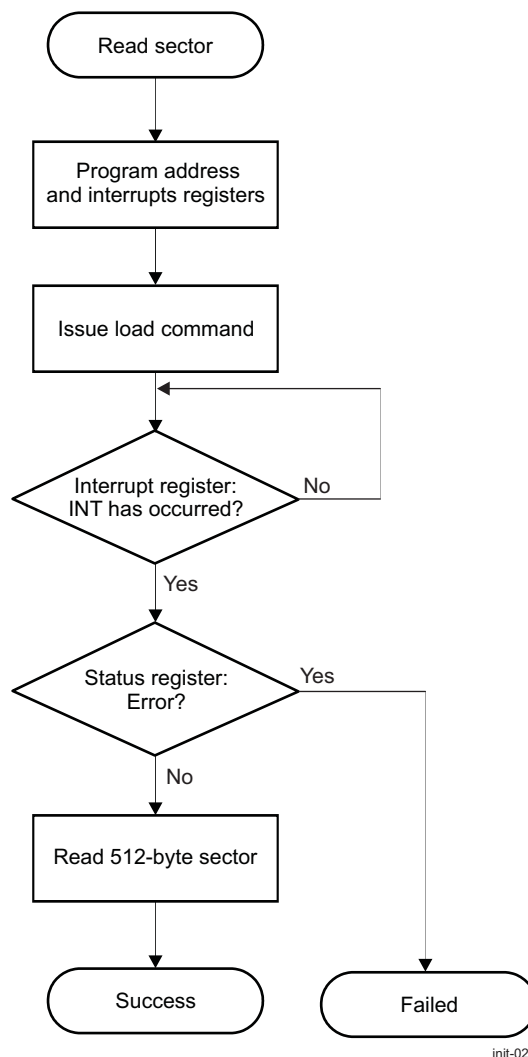 Read sector
Program address
and interrupts registers
Issue load command
Interrupt register:
INT has occurred?
No
Yes
Status register:
Error?
Yes
No
Read 512-byte sector
Success
Failed
init-02